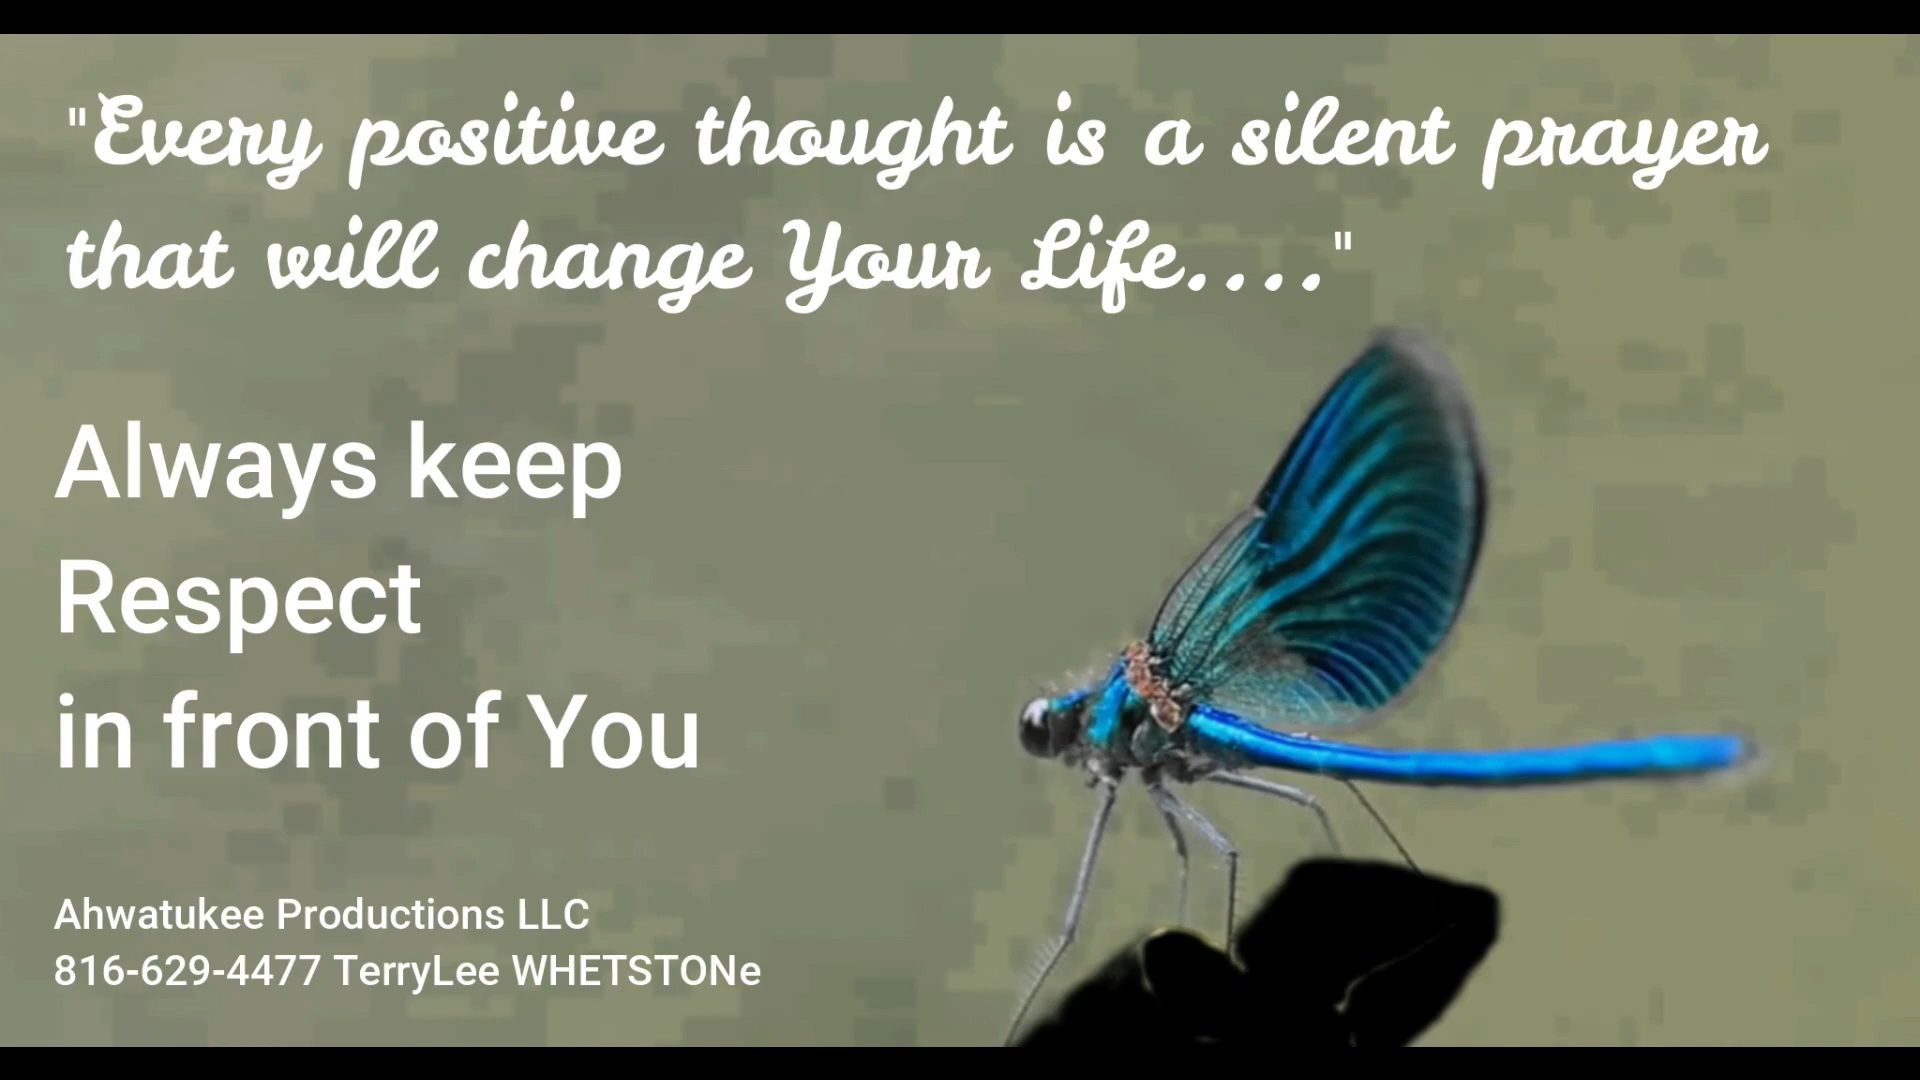 "Every positive thought is a silent prayer
that will change Your Life...."
Always keep
Respect
in front of You
Ahwatukee Productions LLC
816-629-4477 TerryLee WHETSTONe